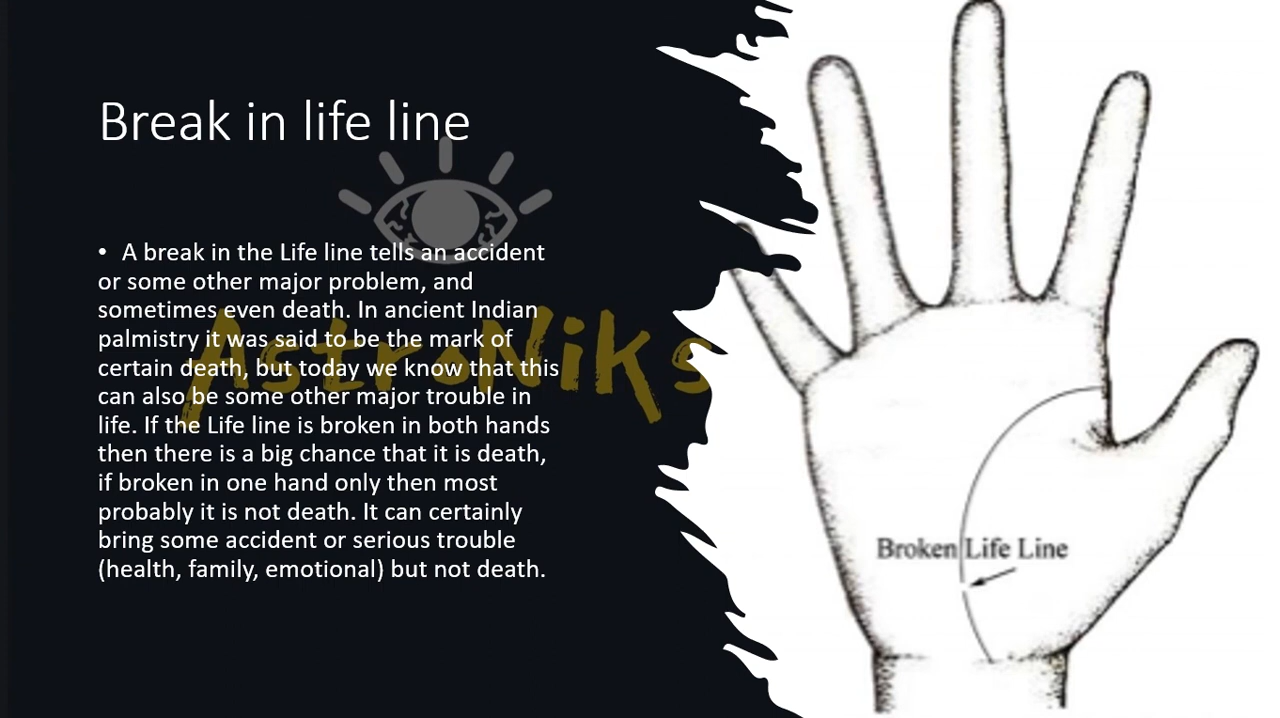 Break in life line
• A break in the Life line tells an accident
or some other major problem, and
sometimes even death. In ancient Indian
palmistry it was said to be the mark of
certain death, but today we know that this
can also be some other major trouble in
life. If the Life line is broken in both hands
then there is a big chance that it is death,
if broken in one hand only then most
probably it is not death. It can certainly
bring some accident or serious trouble
(health, family, emotional) but not death.
AstroNiks
Broken Life Line